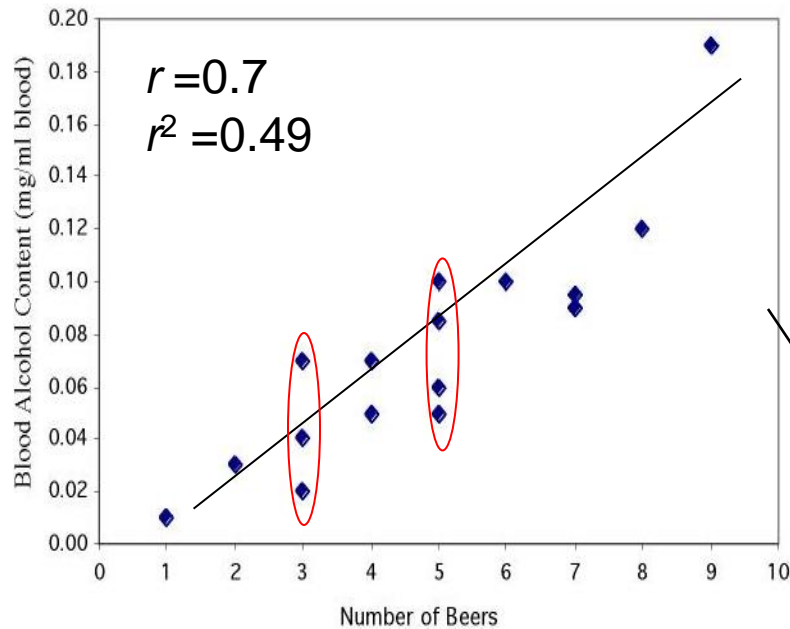 0.20
0.18
0.16
0.14
0.12
0.10
0.08
0.06
0.04
0.02
0.00
Blood Alcohol Content (mg/ml blood)
r =0.7
r² =0.49
0 1 2 3 4 5 6 7 8 9 10
Number of Beers